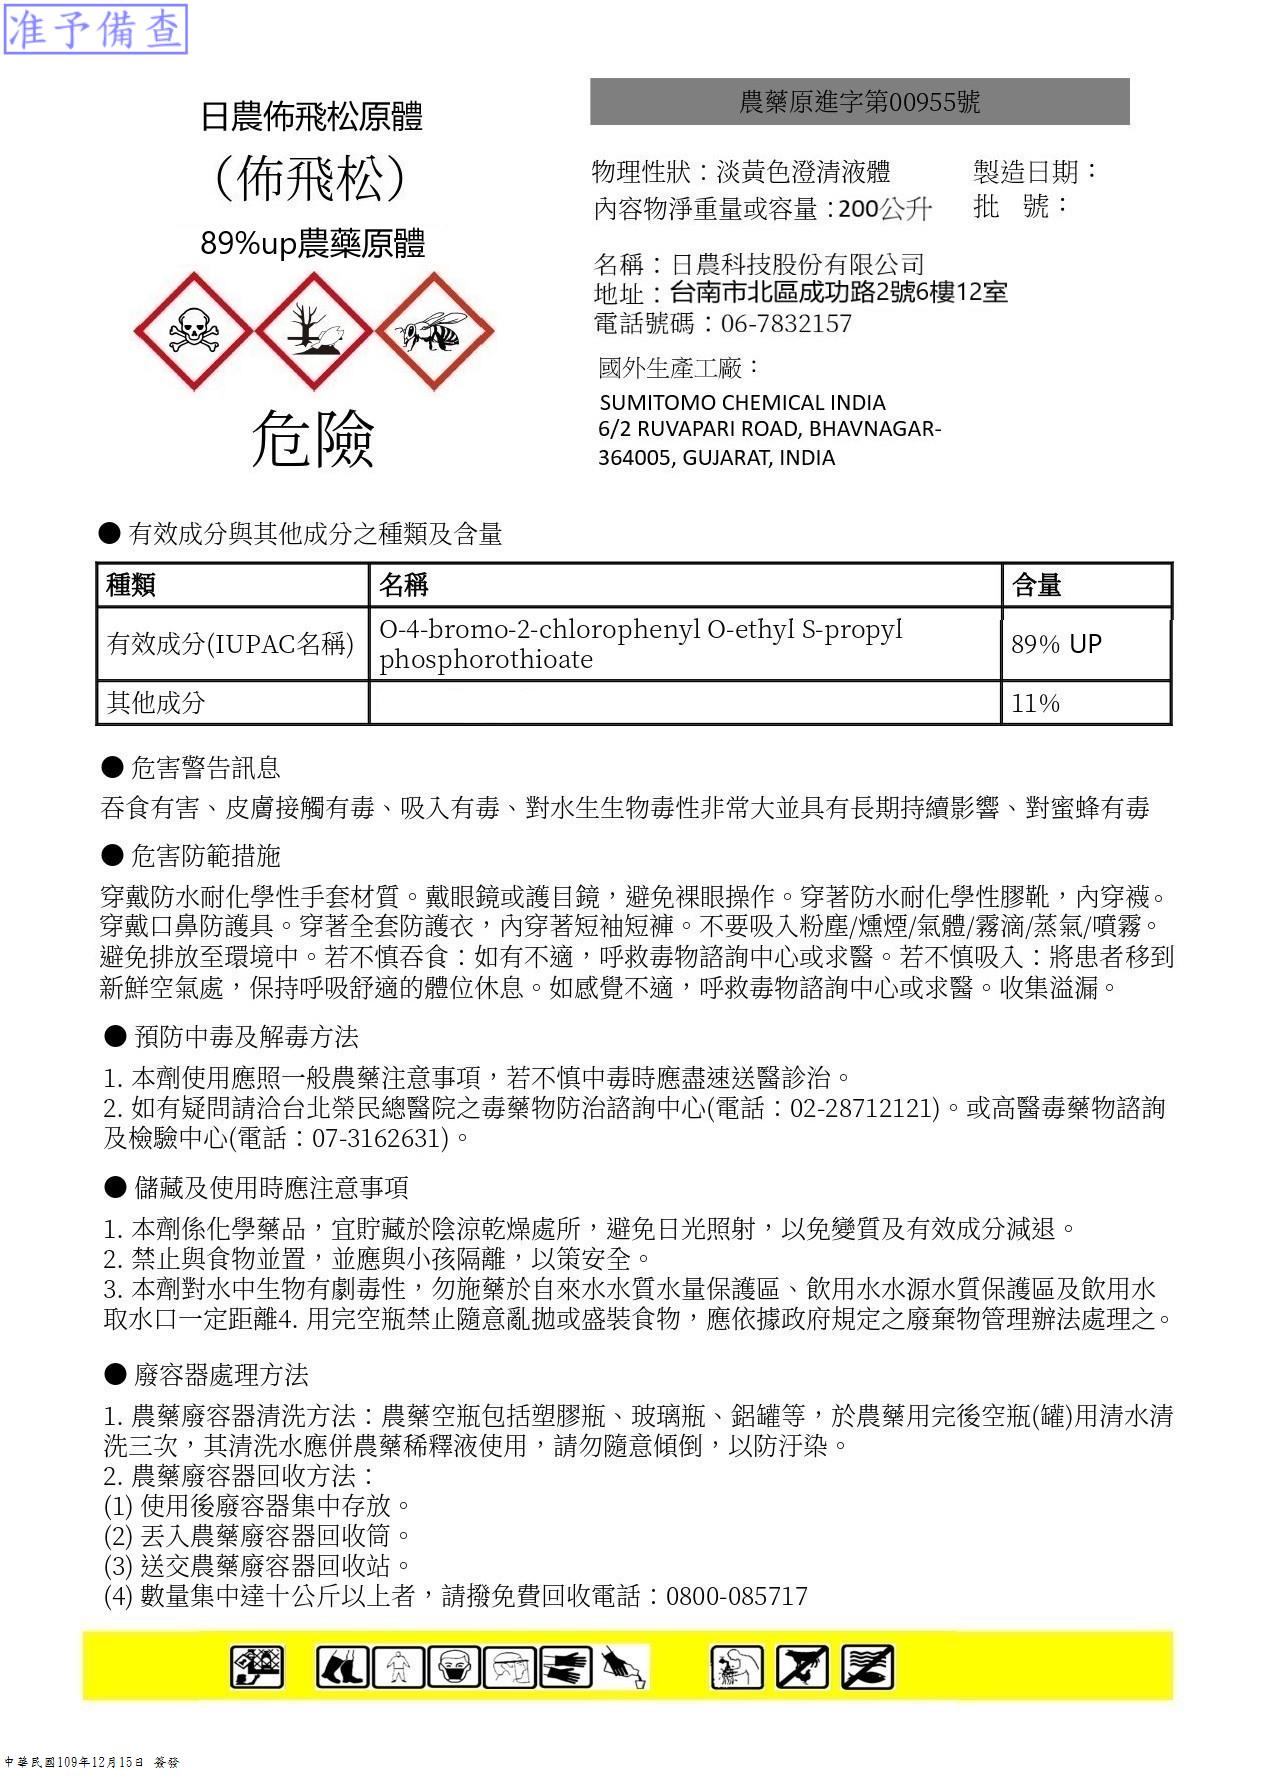 准予備查
日農佈飛松原體
（佈飛松）
89%up農藥原體
危險
農藥原進字第00955號
物理性狀：淡黃色澄清液體
製造日期：
內容物淨重量或容量：200公升
批 號：
名稱：日農科技股份有限公司
地址：台南市北區成功路2號6樓12室
電話號碼：06-7832157
國外生產工廠：
SUMITOMO CHEMICAL INDIA
6/2 RUVAPARI ROAD, BHAVNAGAR-
364005, GUJARAT, INDIA
● 有效成分與其他成分之種類及含量
種類 名稱 含量
有效成分(IUPAC名稱) O-4-bromo-2-chlorophenyl O-ethyl S-propyl
phosphorothioate 89% UP
其他成分 11%
● 危害警告訊息
吞食有害、皮膚接觸有毒、吸入有毒、對水生生物毒性非常大並具有長期持續影響、對蜜蜂有毒
● 危害防範措施
穿戴防水耐化學性手套材質。戴眼鏡或護目鏡，避免裸眼操作。穿著防水耐化學性膠靴，內穿襪。
穿戴口鼻防護具。穿著全套防護衣，內穿著短袖短褲。不要吸入粉塵/燻煙/氣體/霧滴/蒸氣/噴霧。
避免排放至環境中。若不慎吞食：如有不適，呼救毒物諮詢中心或求醫。若不慎吸入：將患者移到
新鮮空氣處，保持呼吸舒適的體位休息。如感覺不適，呼救毒物諮詢中心或求醫。收集溢漏。
● 預防中毒及解毒方法
1. 本劑使用應照一般農藥注意事項，若不慎中毒時應盡速送醫診治。
2. 如有疑問請洽台北榮民總醫院之毒藥物防治諮詢中心(電話：02-28712121)。或高醫毒藥物諮詢
及檢驗中心(電話：07-3162631)。
● 儲藏及使用時應注意事項
1. 本劑係化學藥品，宜貯藏於陰涼乾燥處所，避免日光照射，以免變質及有效成分減退。
2. 禁止與食物並置，並應與小孩隔離，以策安全。
3. 本劑對水中生物有劇毒性，勿施藥於自來水水質水量保護區、飲用水水源水質保護區及飲用水
取水口一定距離4. 用完空瓶禁止隨意亂拋或盛裝食物，應依據政府規定之廢棄物管理辦法處理之。
● 廢容器處理方法
1. 農藥廢容器清洗方法：農藥空瓶包括塑膠瓶、玻璃瓶、鋁罐等，於農藥用完後空瓶(罐)用清水清
洗三次，其清洗水應併農藥稀釋液使用，請勿隨意傾倒，以防汙染。
2. 農藥廢容器回收方法：
(1) 使用後廢容器集中存放。
(2) 丟入農藥廢容器回收筒。
(3) 送交農藥廢容器回收站。
(4) 數量集中達十公斤以上者，請撥免費回收電話：0800-085717
中華民國109年12月15日 簽發